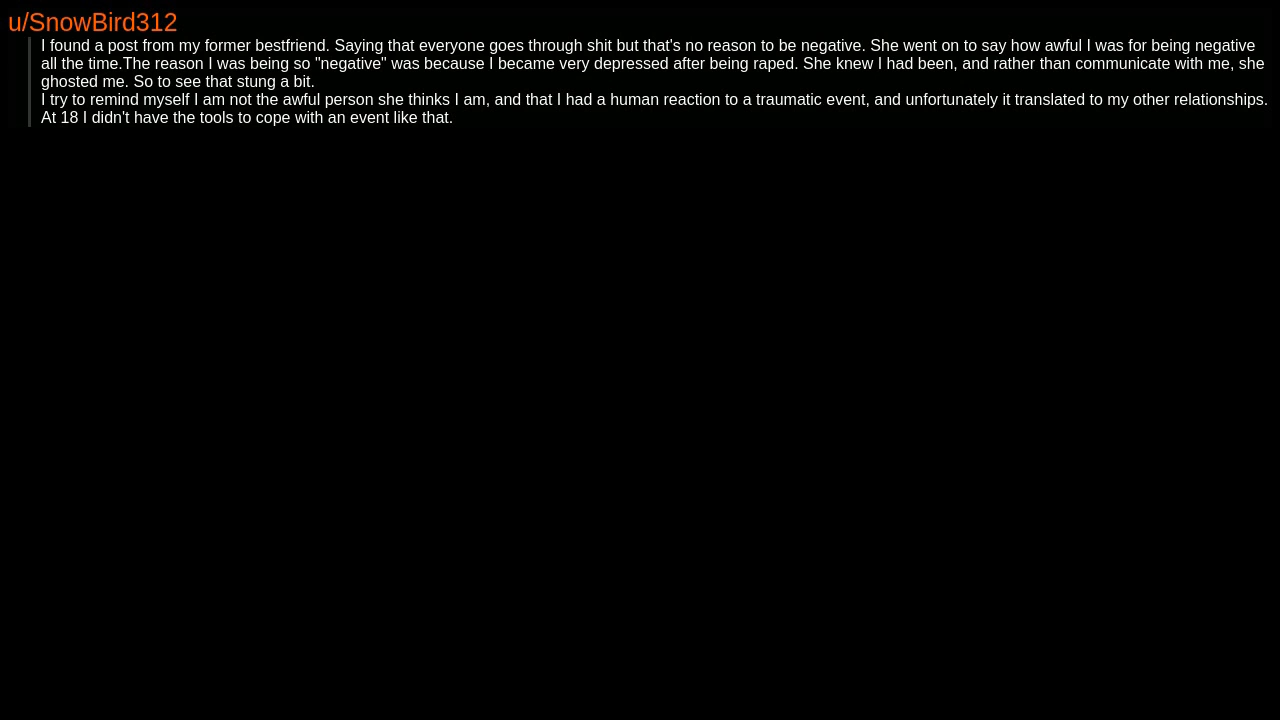 u/SnowBird312
I found a post from my former bestfriend. Saying that everyone goes through shit but that's no reason to be negative. She went on to say how awful I was for being negative
all the time.The reason I was being so "negative" was because I became very depressed after being raped. She knew I had been, and rather than communicate with me, she
ghosted me. So to see that stung a bit.
I try to remind myself I am not the awful person she thinks I am, and that I had a human reaction to a traumatic event, and unfortunately it translated to my other relationships.
At 18 I didn't have the tools to cope with an event like that.